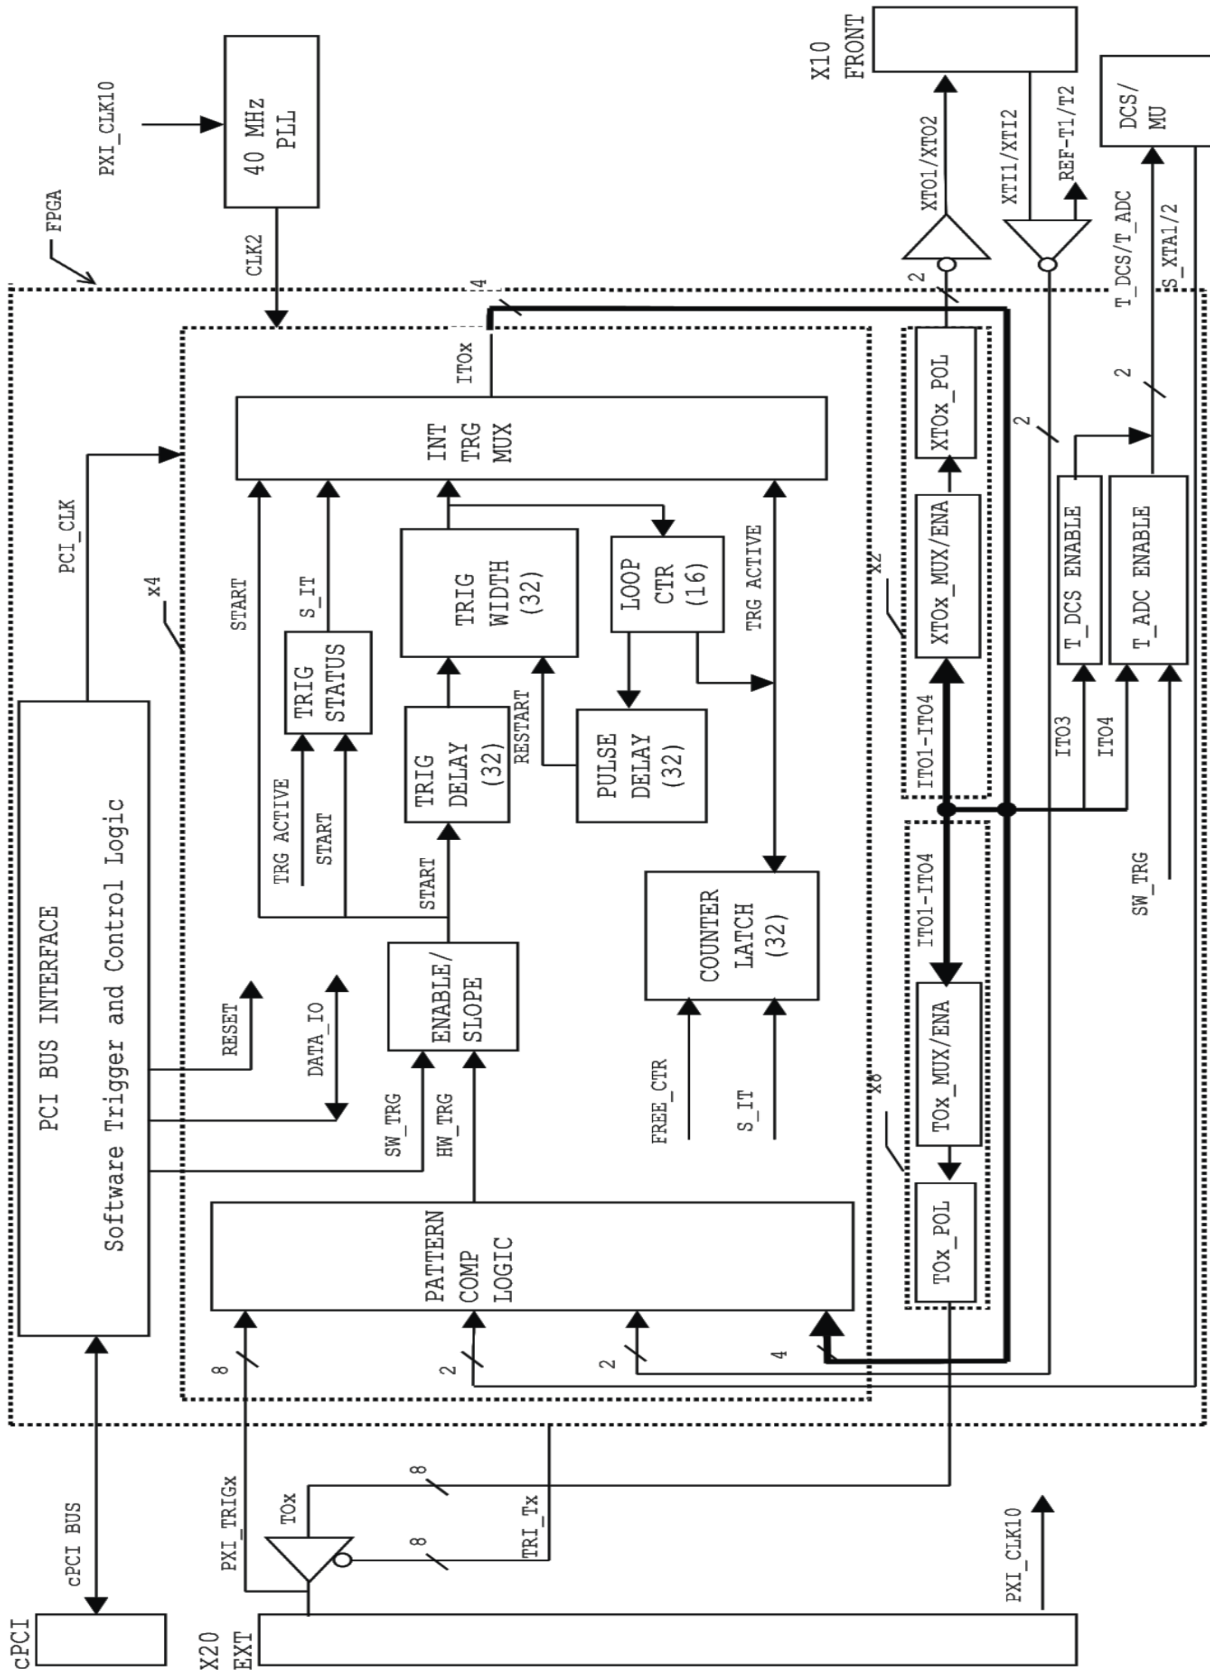 cPCI
cPCI BUS
PCI BUS INTERFACE
Software Trigger and Control Logic
PCI_CLK
FPGA
PXI_CLK10
40 MHz
PLL
CLK2
x4
RESET
DATA_IO
SW_TRG
HW_TRG
TRG ACTIVE
START
START
START
TRIG
STATUS
S_IT
ENABLE/
SLOPE
TRIG
DELAY
(32)
TRIG
WIDTH
(32)
RESTART
PULSE
DELAY
(32)
LOOP
CTR
(16)
TRG ACTIVE
INT
TRG
MUX
ITOx
4
PATTERN
COMP
LOGIC
8
2
2
4
FREE_CTR
S_IT
COUNTER
LATCH
(32)
X20
EXT
PXI_TRIGx
TOx
8
8
TRI_Tx
PXI_CLK10
x8
TOx_POL
TOx_MUX/ENA
ITO1-ITO4
ITO1-ITO4
x2
XTOx_MUX/ENA
XTOx_POL
2
XTO1/XTO2
X10
FRONT
XTI1/XTI2
REF-T1/T2
2
SW_TRG
ITO3
ITO4
T_DCS ENABLE
T_ADC ENABLE
2
T_DCS/T_ADC
S_XTA1/2
DCS/
MU